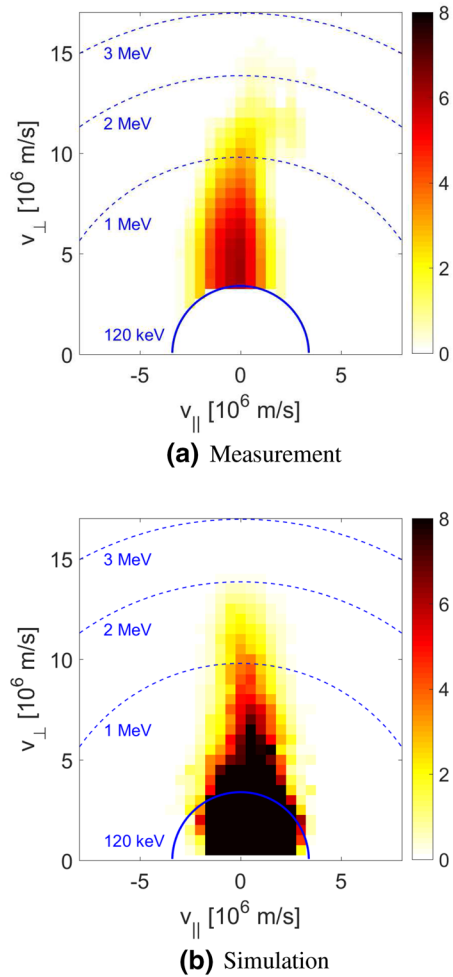 3 MeV
2 MeV
1 MeV
120 keV
15
10
5
0
v⊥ [10⁶ m/s]
-5 0 5
v|| [10⁶ m/s]
8
6
4
2
0
(a) Measurement
3 MeV
2 MeV
1 MeV
120 keV
15
10
5
0
v⊥ [10⁶ m/s]
-5 0 5
v|| [10⁶ m/s]
8
6
4
2
0
(b) Simulation